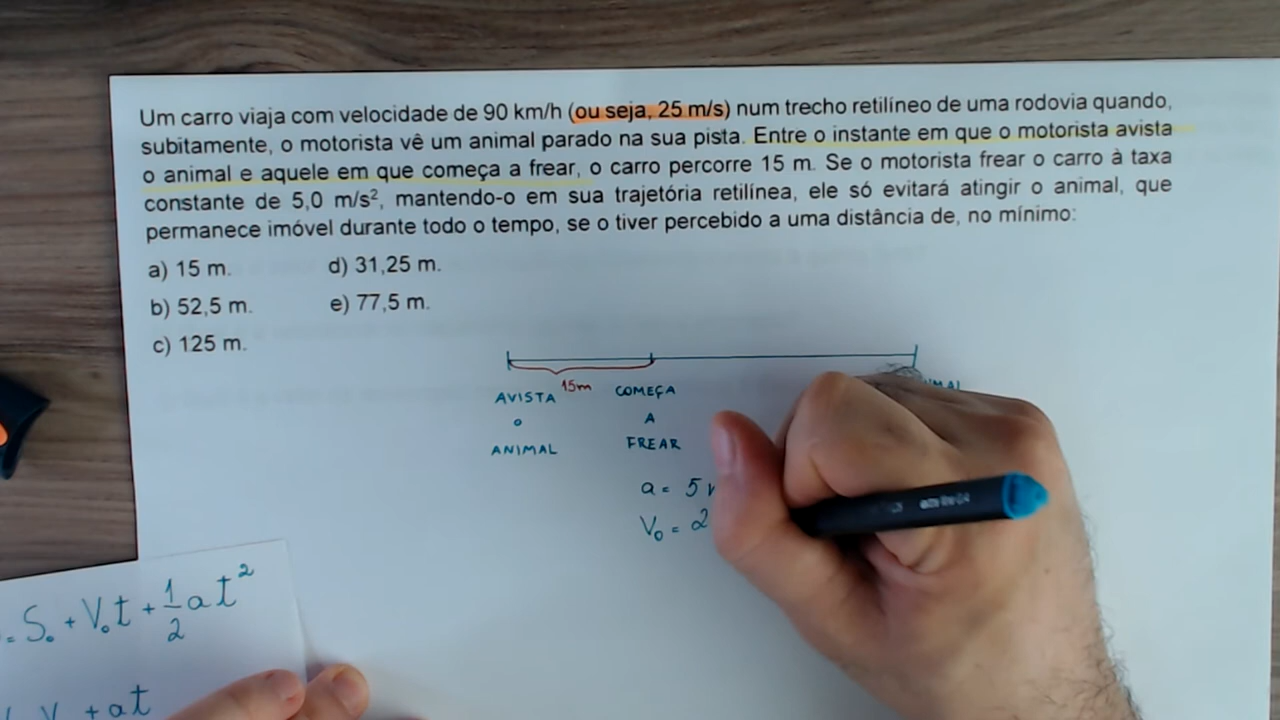 Um carro viaja com velocidade de 90 km/h (ou seja, 25 m/s) num trecho retilíneo de uma rodovia quando,
subitamente, o motorista vê um animal parado na sua pista. Entre o instante em que o motorista avista
o animal e aquele em que começa a frear, o carro percorre 15 m. Se o motorista frear o carro à taxa
constante de 5,0 m/s², mantendo-o em sua trajetória retilínea, ele só evitará atingir o animal, que
permanece imóvel durante todo o tempo, se o tiver percebido a uma distância de, no mínimo:
a) 15 m. d) 31,25 m.
b) 52,5 m. e) 77,5 m.
c) 125 m.
15m
AVISTA COMEÇA
O A
ANIMAL FREAR
a = 5
V₀ = 2
= S₀ + V₀t + 1/2 at²
+ at